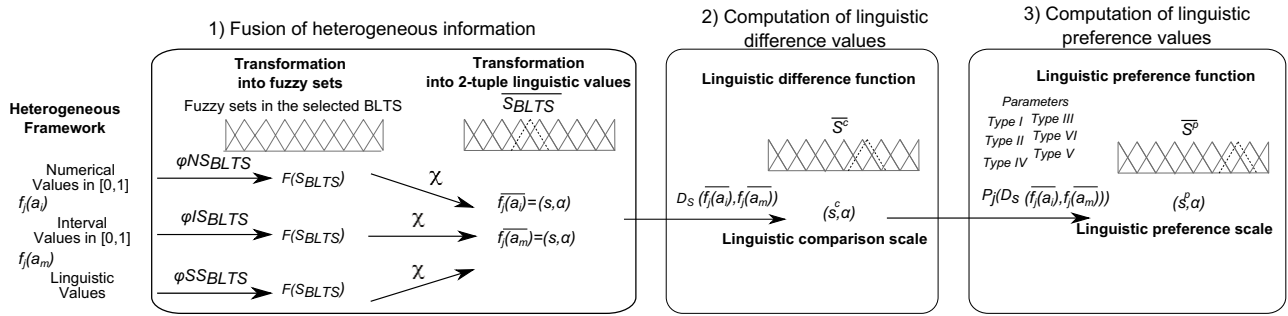 1) Fusion of heterogeneous information
2) Computation of linguistic
difference values
3) Computation of linguistic
preference values
Heterogeneous
Framework
Numerical
Values in [0,1]
fj(ai)
Interval
Values in [0,1]
fj(am)
Linguistic
Values
Transformation
into fuzzy sets
Fuzzy sets in the selected BLTS
φNSBLTS
F(SBLTS)
φISBLTS
F(SBLTS)
φSSBLTS
F(SBLTS)
χ
χ
χ
Transformation
into 2-tuple linguistic values
S̅BLTS
f̅j(ai)=(s,α)
f̅j(am)=(s,α)
Linguistic difference function
S̅ᶜ
DS (f̅j(ai),f̅j(am))
(sᶜ,α)
Linguistic comparison scale
Linguistic preference function
Parameters
Type I Type III
Type II Type VI
Type IV Type V
S̅ᵖ
Pj(DS (f̅j(ai),f̅j(am)))
(sᵖ,α)
Linguistic preference scale